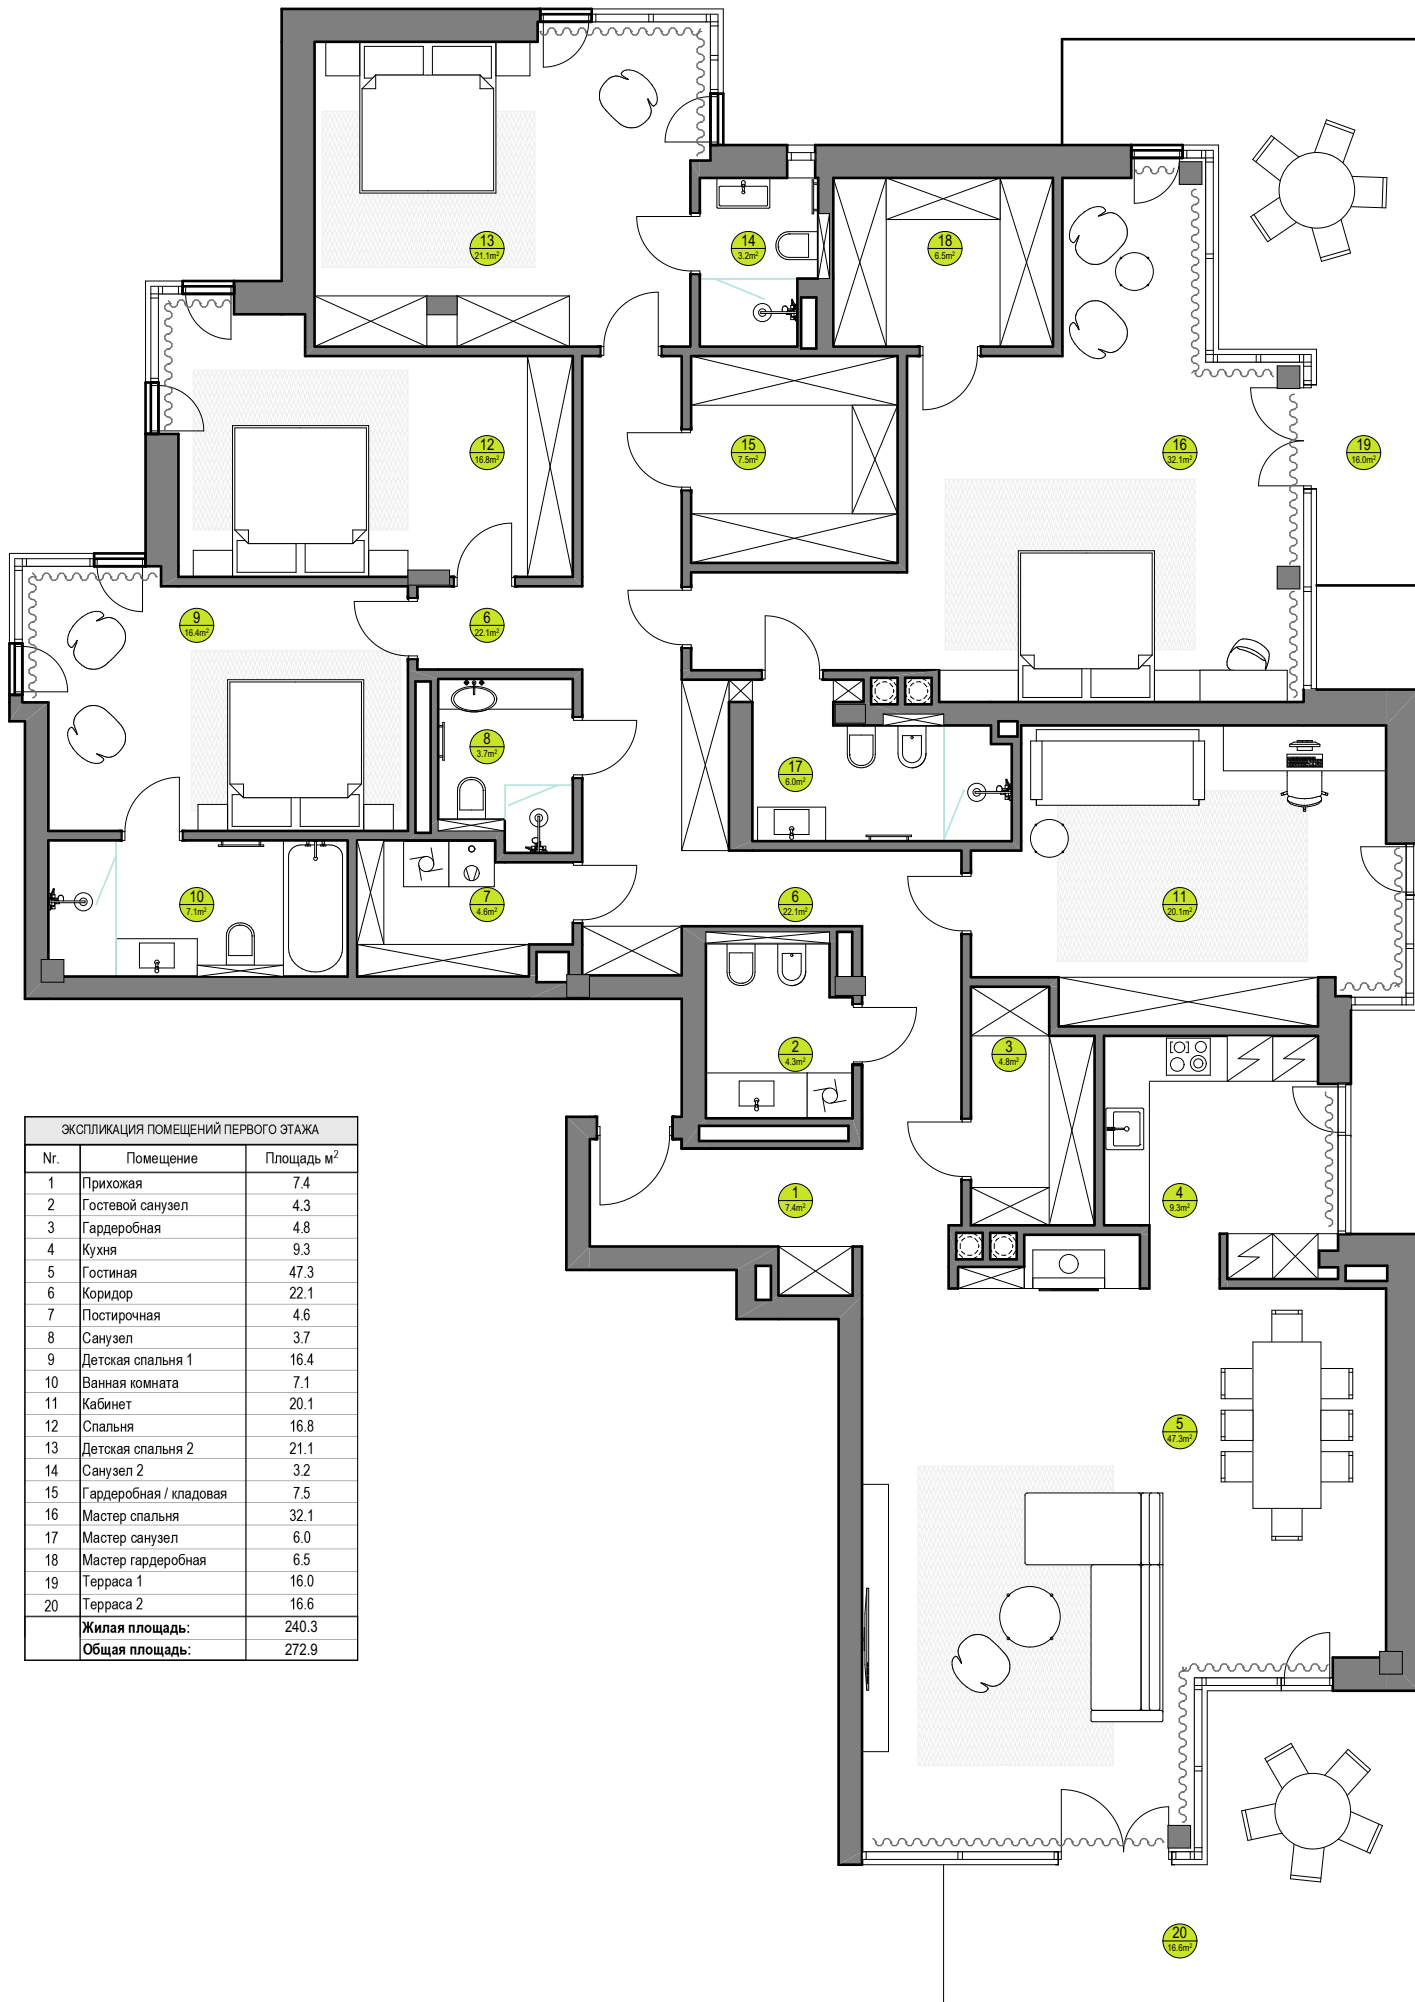 13
21.1m²
14
3.2m²
18
6.5m²
12
16.8m²
15
7.5m²
16
32.1m²
19
16.0m²
9
16.4m²
6
22.1m²
8
3.7m²
17
6.0m²
10
7.1m²
7
4.6m²
6
22.1m²
11
20.1m²
2
4.3m²
3
4.8m²
1
7.4m²
4
9.3m²
5
47.3m²
20
16.6m²
ЭКСПЛИКАЦИЯ ПОМЕЩЕНИЙ ПЕРВОГО ЭТАЖА
Nr. Помещение Площадь м²
1 Прихожая 7.4
2 Гостевой санузел 4.3
3 Гардеробная 4.8
4 Кухня 9.3
5 Гостиная 47.3
6 Коридор 22.1
7 Постирочная 4.6
8 Санузел 3.7
9 Детская спальня 1 16.4
10 Ванная комната 7.1
11 Кабинет 20.1
12 Спальня 16.8
13 Детская спальня 2 21.1
14 Санузел 2 3.2
15 Гардеробная / кладовая 7.5
16 Мастер спальня 32.1
17 Мастер санузел 6.0
18 Мастер гардеробная 6.5
19 Терраса 1 16.0
20 Терраса 2 16.6
Жилая площадь: 240.3
Общая площадь: 272.9